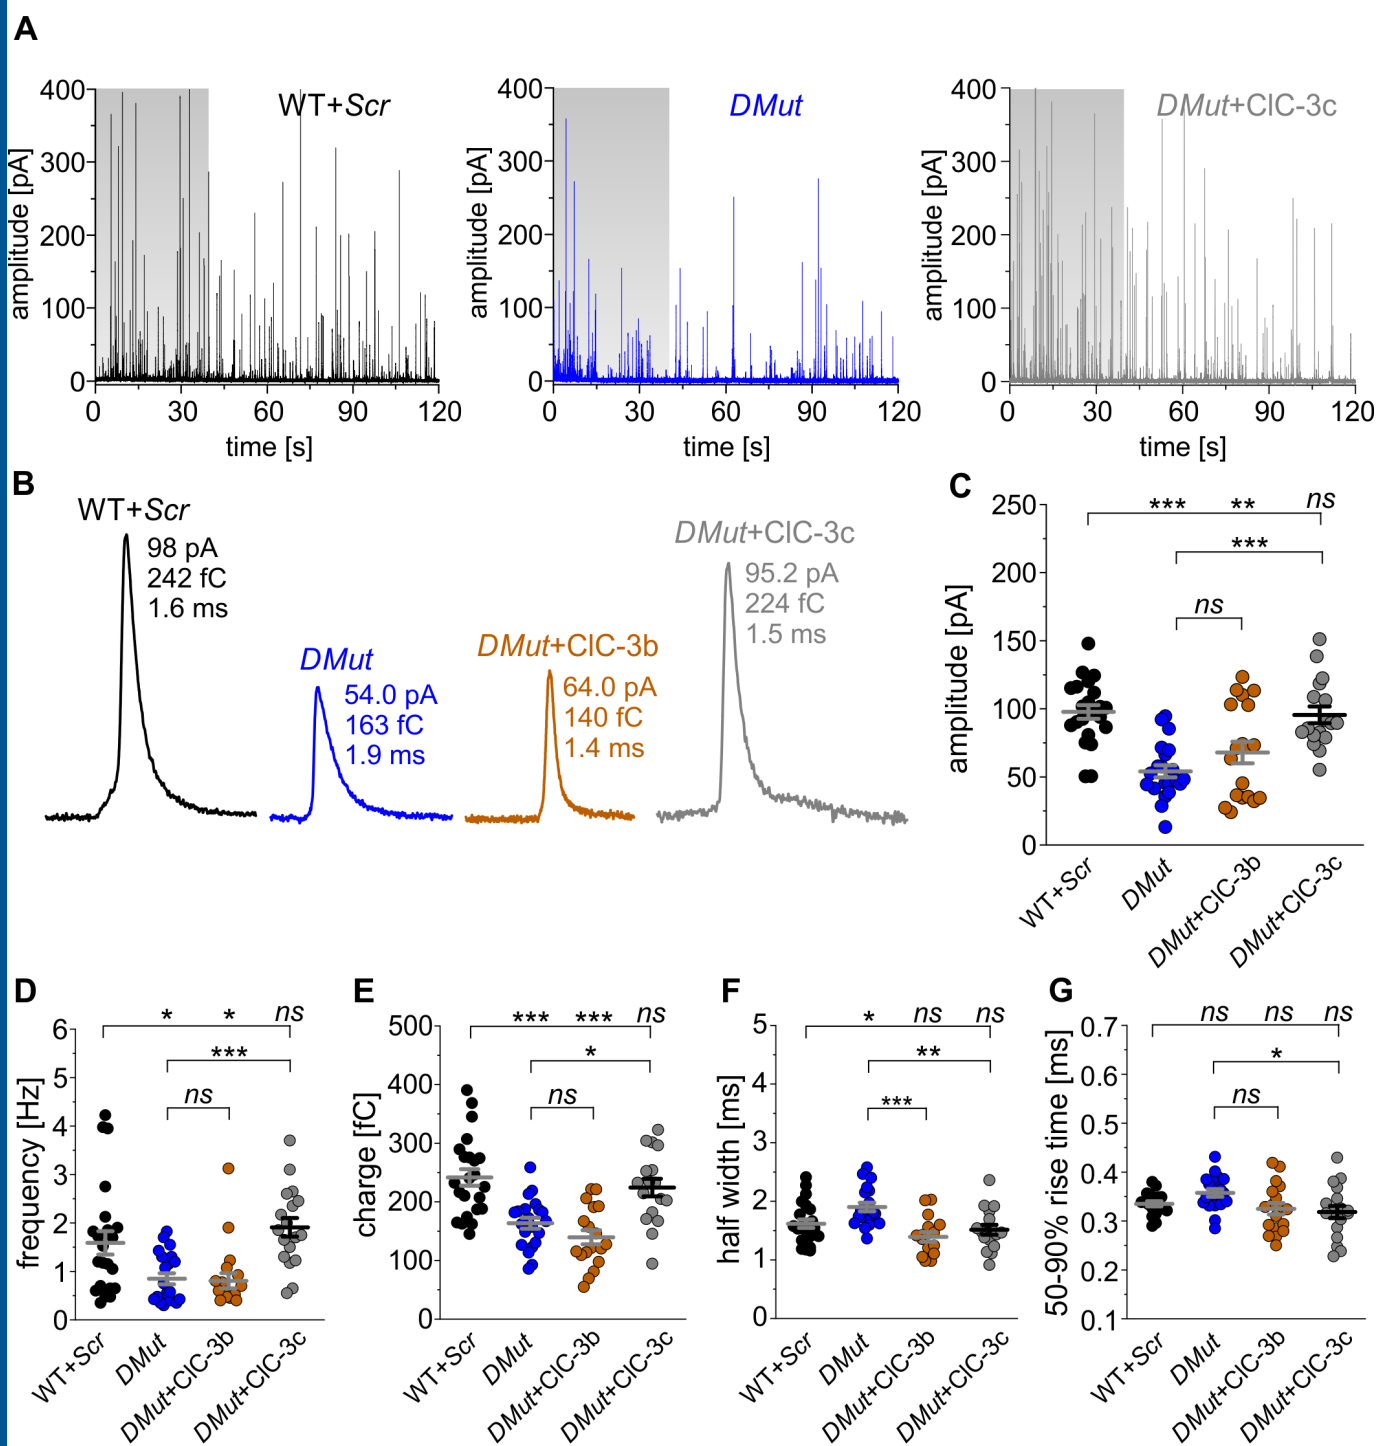 A
WT+Scr
DMut
DMut+ClC-3c
amplitude [pA]
400
300
200
100
0
0 30 60 90 120
time [s]
amplitude [pA]
400
300
200
100
0
0 30 60 90 120
time [s]
amplitude [pA]
400
300
200
100
0
0 30 60 90 120
time [s]
B
WT+Scr
98 pA
242 fC
1.6 ms
DMut
54.0 pA
163 fC
1.9 ms
DMut+ClC-3b
64.0 pA
140 fC
1.4 ms
DMut+ClC-3c
95.2 pA
224 fC
1.5 ms
C
amplitude [pA]
250
200
150
100
50
0
*** ** ns
***
ns
WT+Scr
DMut
DMut+ClC-3b
DMut+ClC-3c
D
frequency [Hz]
6
5
4
3
2
1
0
* * ns
***
ns
WT+Scr
DMut
DMut+ClC-3b
DMut+ClC-3c
E
charge [fC]
500
400
300
200
100
0
*** *** ns
*
ns
WT+Scr
DMut
DMut+ClC-3b
DMut+ClC-3c
F
half width [ms]
5
4
3
2
1
0
* ns ns
**
***
WT+Scr
DMut
DMut+ClC-3b
DMut+ClC-3c
G
50-90% rise time [ms]
0.7
0.6
0.5
0.4
0.3
0.2
0.1
ns ns ns
*
ns
WT+Scr
DMut
DMut+ClC-3b
DMut+ClC-3c